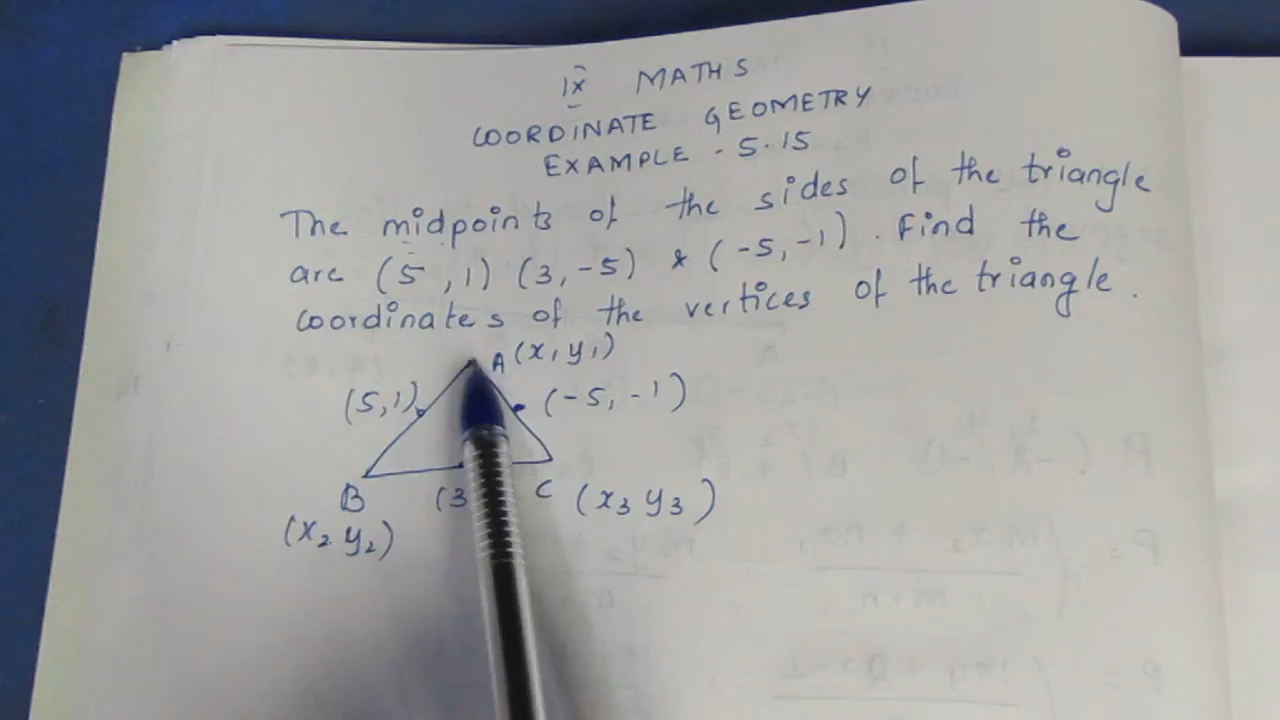 IX MATHS
COORDINATE GEOMETRY
EXAMPLE - 5.15
The midpoints of the sides of the triangle
are (5, 1) (3, -5) & (-5, -1). Find the
coordinates of the vertices of the triangle.
A (x1 y1)
(5, 1) (-5, -1)
B (3 C (x3 y3)
(x2 y2)